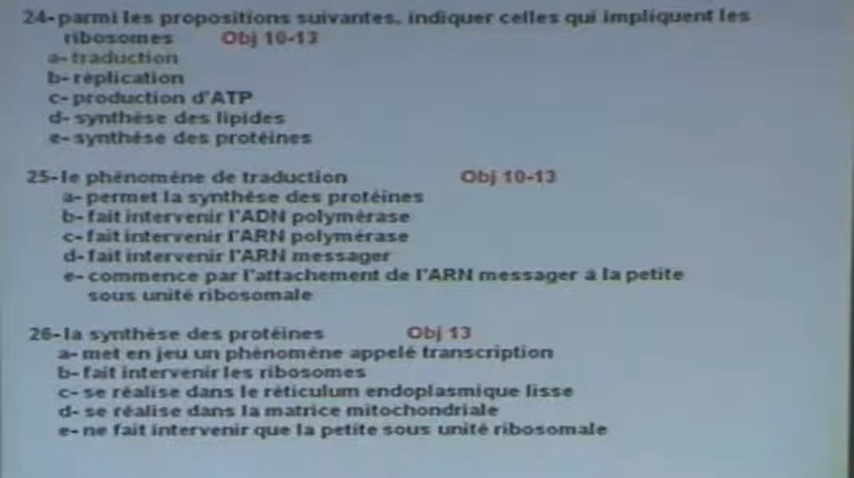 24-parmi les propositions suivantes, indiquer celles qui impliquent les
ribosomes Obj 10-13
a-traduction
b-réplication
c-production d'ATP
d-synthèse des lipides
e-synthèse des protéines
25-le phénomène de traduction Obj 10-13
a-permet la synthèse des protéines
b-fait intervenir l'ADN polymérase
c-fait intervenir l'ARN polymérase
d-fait intervenir l'ARN messager
e-commence par l'attachement de l'ARN messager à la petite
sous unité ribosomale
26-la synthèse des protéines Obj 13
a-met en jeu un phénomène appelé transcription
b-fait intervenir les ribosomes
c-se réalise dans le réticulum endoplasmique lisse
d-se réalise dans la matrice mitochondriale
e-ne fait intervenir que la petite sous unité ribosomale